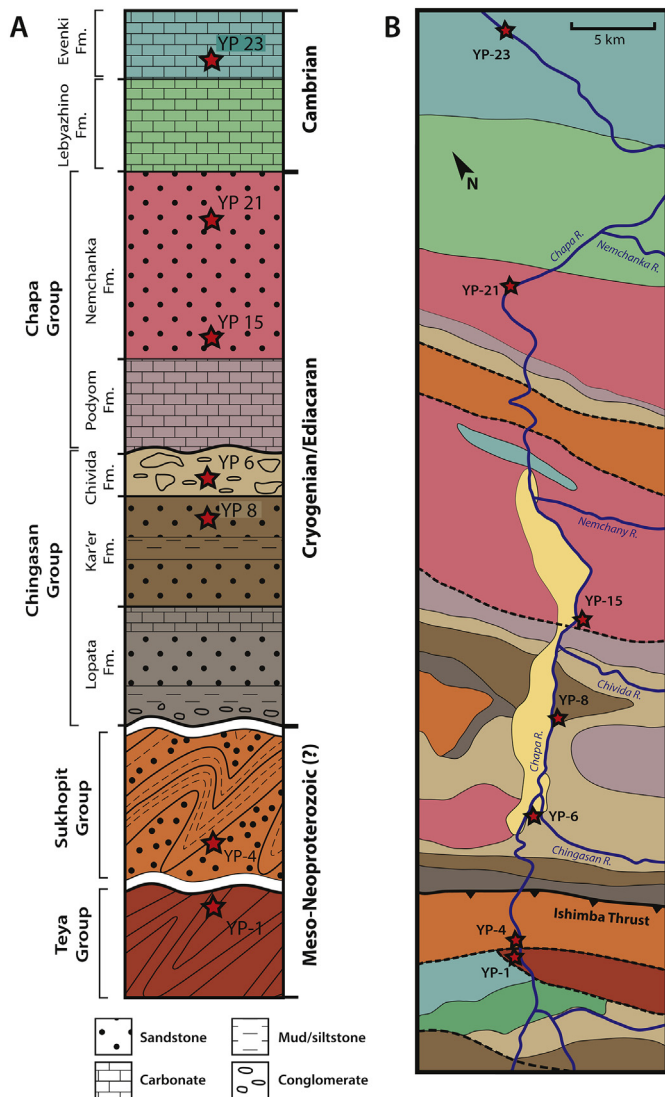 A
Evenki
Fm.
YP 23
Lebyazhino
Fm.
Cambrian
Chapa
Group
Nemchanka
Fm.
YP 21
YP 15
Podyom
Fm.
Cryogenian/Ediacaran
Chingasan
Group
Chivida
Fm.
YP 6
Kar'er
Fm.
YP 8
Lopata
Fm.
Sukhopit
Group
YP-4
Meso-Neoproterozoic (?)
Teya
Group
YP-1
Sandstone
Mud/siltstone
Carbonate
Conglomerate
B
5 km
YP-23
N
Chapa R.
Nemchanka R.
YP-21
Nemchany R.
YP-15
Chivida R.
YP-8
Chapa R.
YP-6
Chingasan R.
Ishimba Thrust
YP-4
YP-1